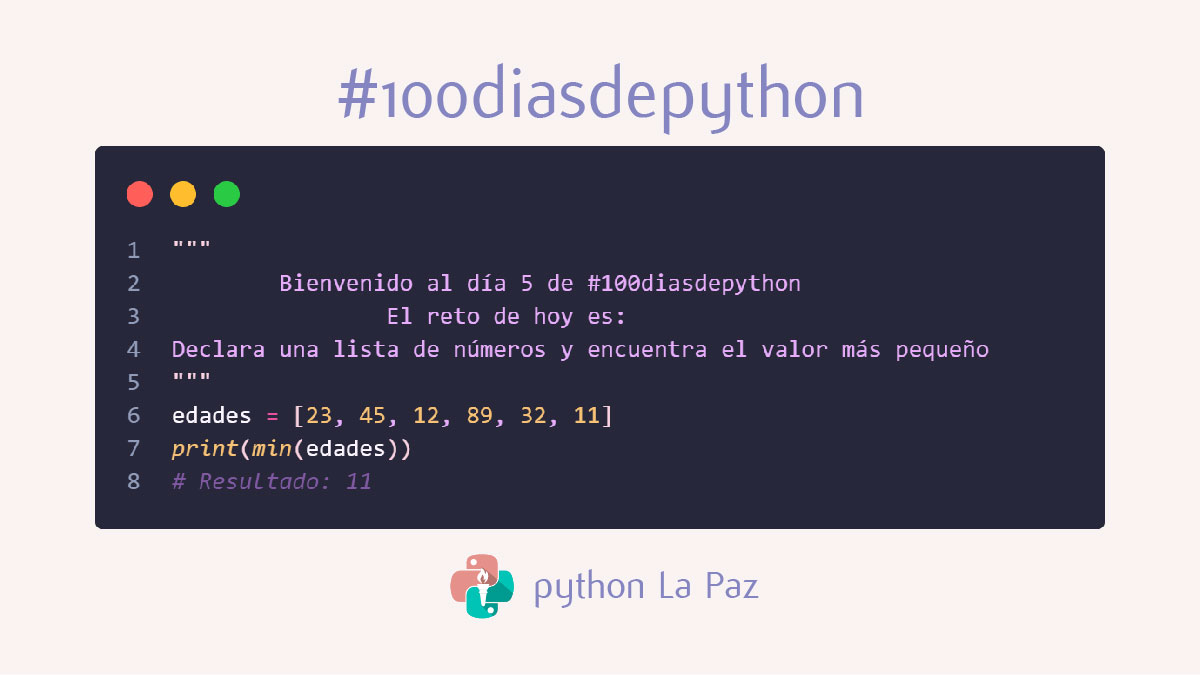 #100diasdepython
1 """
2 Bienvenido al día 5 de #100diasdepython
3 El reto de hoy es:
4 Declara una lista de números y encuentra el valor más pequeño
5 """
6 edades = [23, 45, 12, 89, 32, 11]
7 print(min(edades))
8 # Resultado: 11
python La Paz